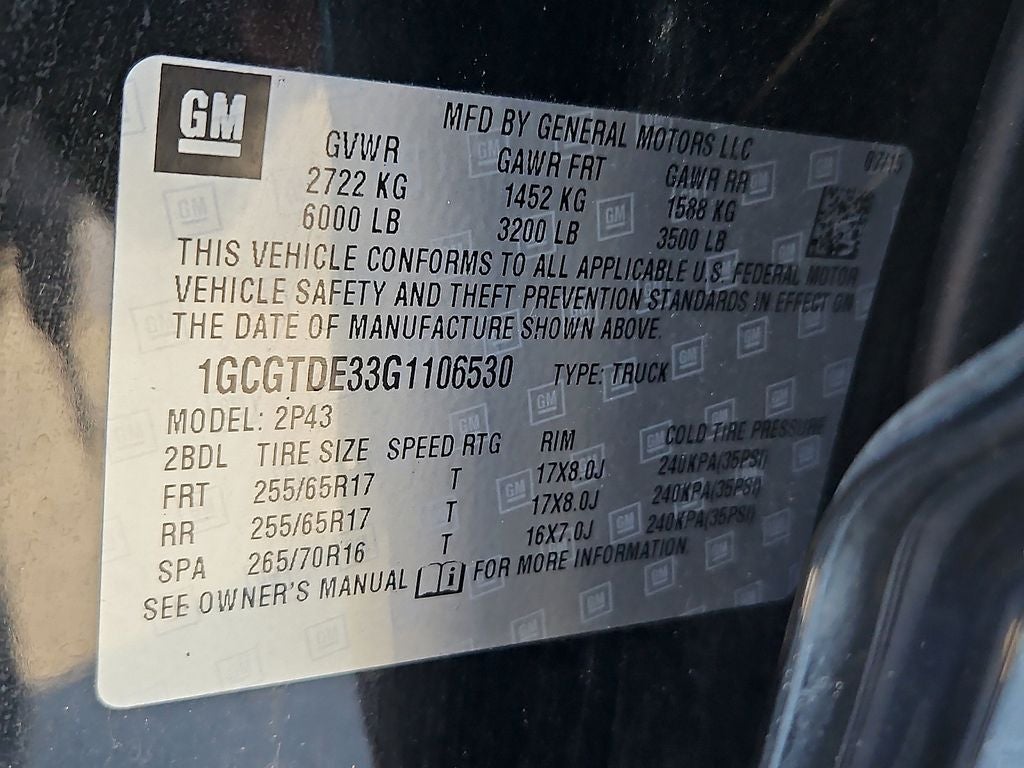 GM
MFD BY GENERAL MOTORS LLC 07/15
GVWR GAWR FRT GAWR RR
2722 KG 1452 KG 1588 KG
6000 LB 3200 LB 3500 LB
THIS VEHICLE CONFORMS TO ALL APPLICABLE U.S. FEDERAL MOTOR
VEHICLE SAFETY AND THEFT PREVENTION STANDARDS IN EFFECT ON
THE DATE OF MANUFACTURE SHOWN ABOVE.
1GCGTDE33G1106530 TYPE: TRUCK
MODEL: 2P43
2BDL TIRE SIZE SPEED RTG RIM COLD TIRE PRESSURE
FRT 255/65R17 T 17X8.0J 240KPA(35PSI)
RR 255/65R17 T 17X8.0J 240KPA(35PSI)
SPA 265/70R16 T 16X7.0J 240KPA(35PSI)
SEE OWNER'S MANUAL i FOR MORE INFORMATION.